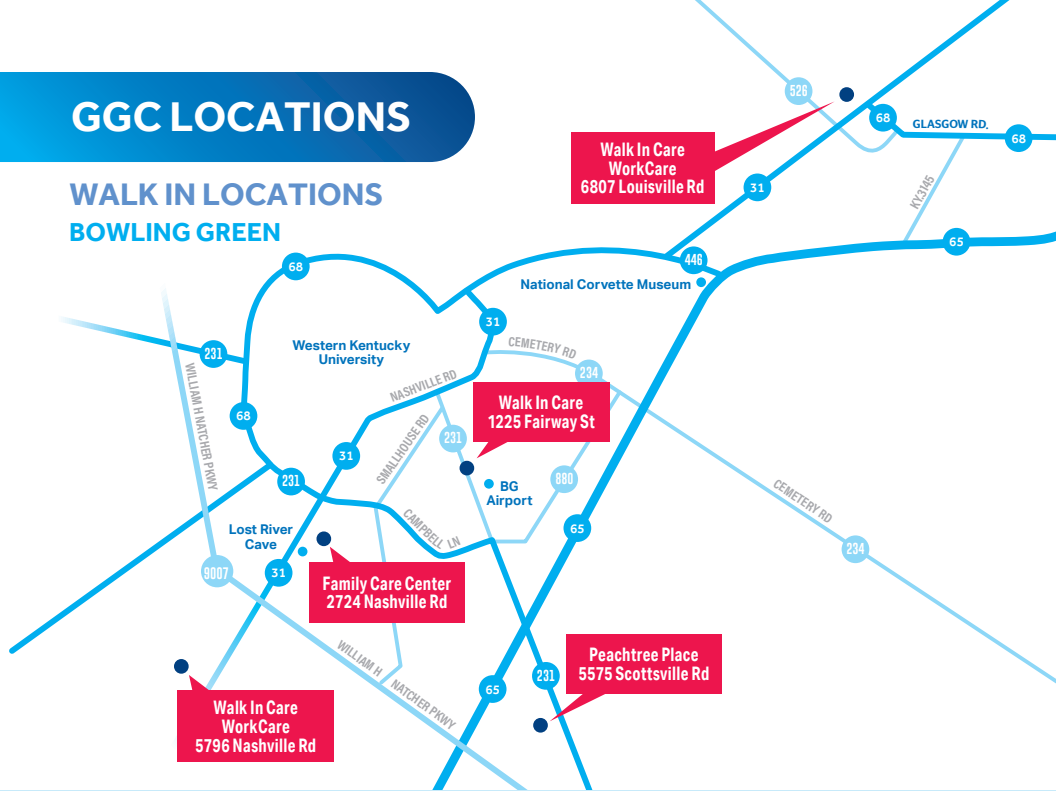 GGC LOCATIONS
WALK IN LOCATIONS
BOWLING GREEN
526
68
GLASGOW RD.
68
Walk In Care
WorkCare
6807 Louisville Rd
31
KY.3145
65
446
National Corvette Museum
68
31
231
Western Kentucky
University
CEMETERY RD
234
NASHVILLE RD
WILLIAM H NATCHER PKWY
Walk In Care
1225 Fairway St
68
SMALLHOUSE RD
231
31
231
BG
Airport
880
CEMETERY RD
65
234
CAMPBELL LN
Lost River
Cave
9007
31
Family Care Center
2724 Nashville Rd
WILLIAM H
NATCHER PKWY
Peachtree Place
5575 Scottsville Rd
231
65
Walk In Care
WorkCare
5796 Nashville Rd